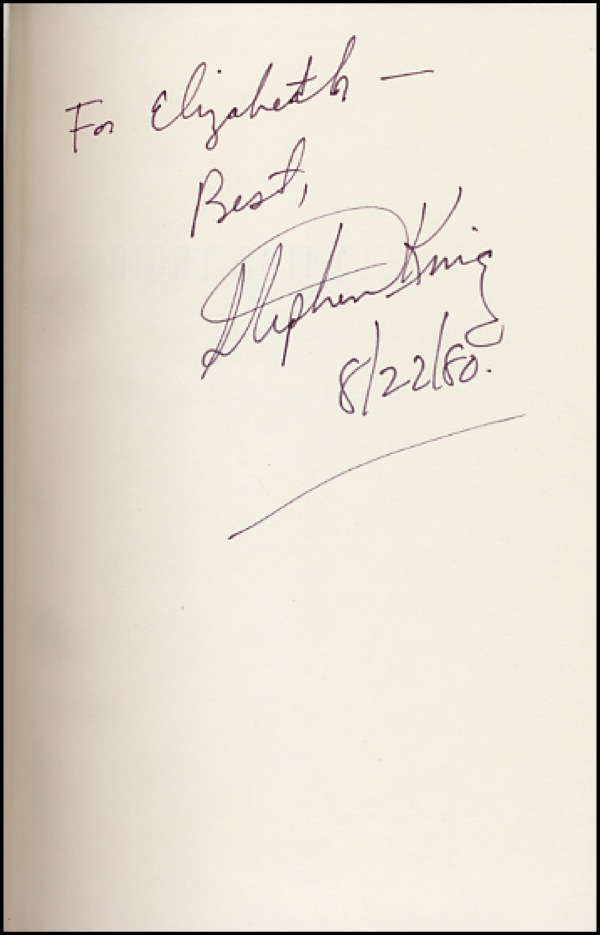 For Elizabeth —
Best,
Stephen King
8/22/80.